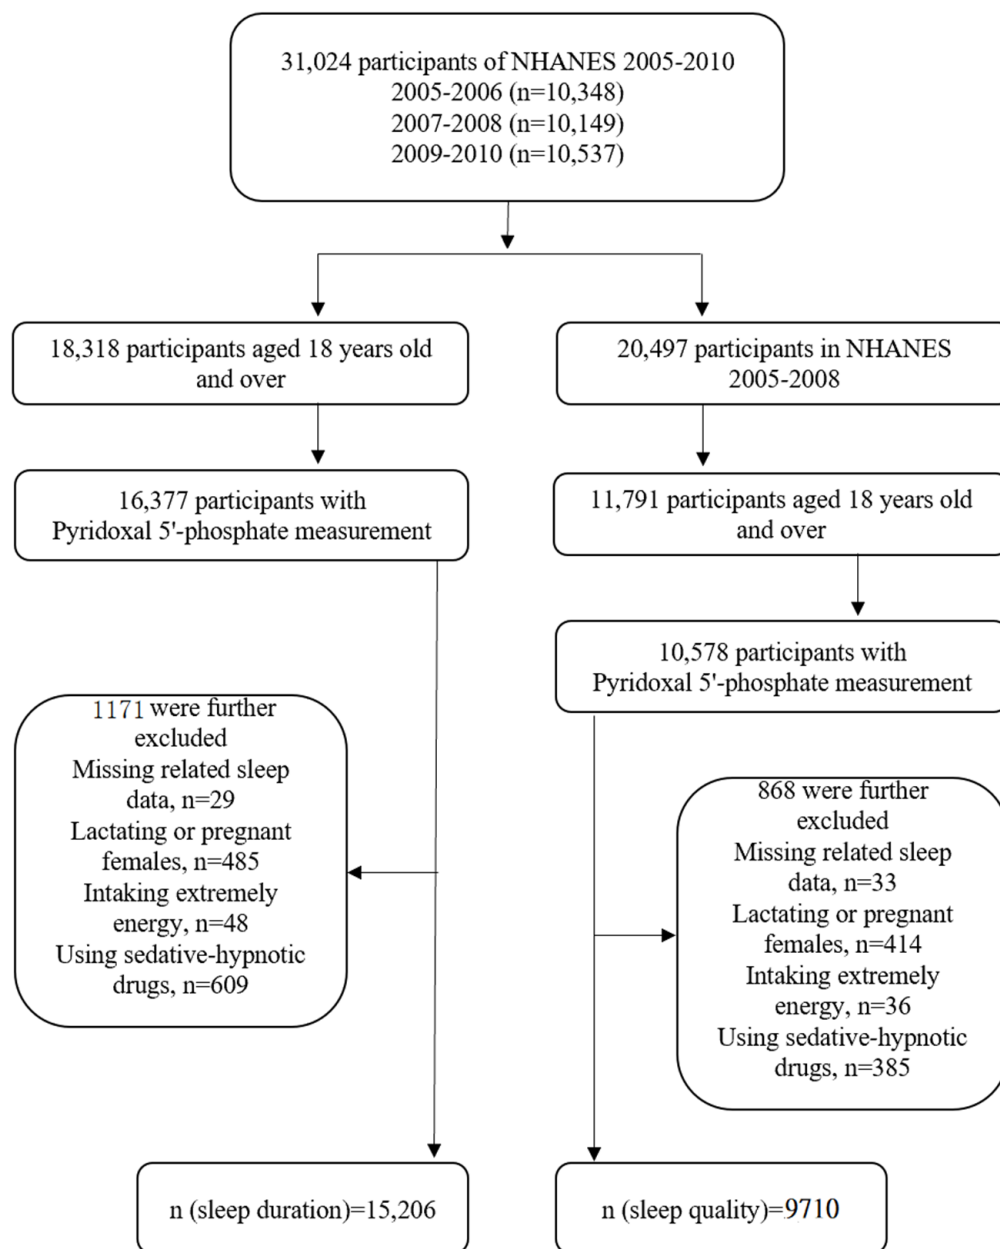 31,024 participants of NHANES 2005-2010
2005-2006 (n=10,348)
2007-2008 (n=10,149)
2009-2010 (n=10,537)
18,318 participants aged 18 years old
and over
20,497 participants in NHANES
2005-2008
16,377 participants with
Pyridoxal 5'-phosphate measurement
11,791 participants aged 18 years old
and over
10,578 participants with
Pyridoxal 5'-phosphate measurement
1171 were further
excluded
Missing related sleep
data, n=29
Lactating or pregnant
females, n=485
Intaking extremely
energy, n=48
Using sedative-hypnotic
drugs, n=609
868 were further
excluded
Missing related sleep
data, n=33
Lactating or pregnant
females, n=414
Intaking extremely
energy, n=36
Using sedative-hypnotic
drugs, n=385
n (sleep duration)=15,206
n (sleep quality)=9710